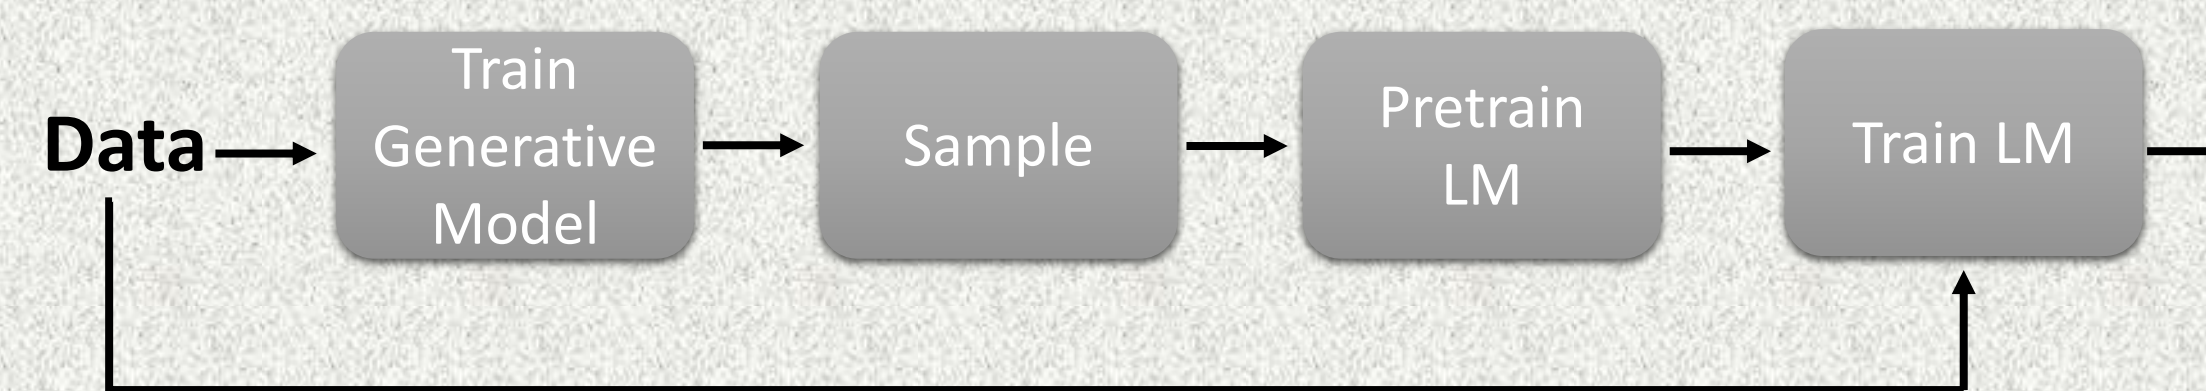 Data
Train
Generative
Model
Sample
Pretrain
LM
Train LM